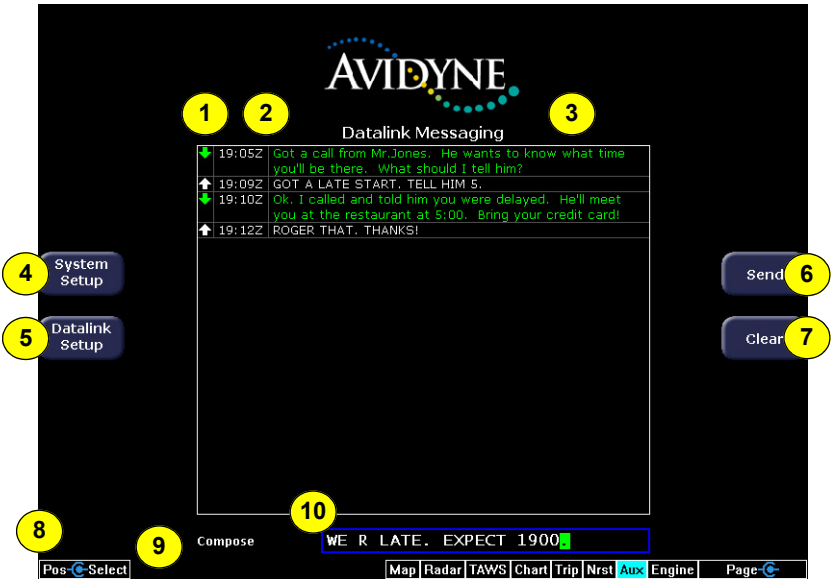 AVIDYNE
1 2 3
Datalink Messaging
19:05Z Got a call from Mr.Jones. He wants to know what time
you'll be there. What should I tell him?
19:09Z GOT A LATE START. TELL HIM 5.
19:10Z Ok. I called and told him you were delayed. He'll meet
you at the restaurant at 5:00. Bring your credit card!
19:12Z ROGER THAT. THANKS!
4 System
Setup
Send 6
5 Datalink
Setup
Clear 7
10
8
9 Compose WE R LATE. EXPECT 1900.
Pos Select Map Radar TAWS Chart Trip Nrst Aux Engine Page